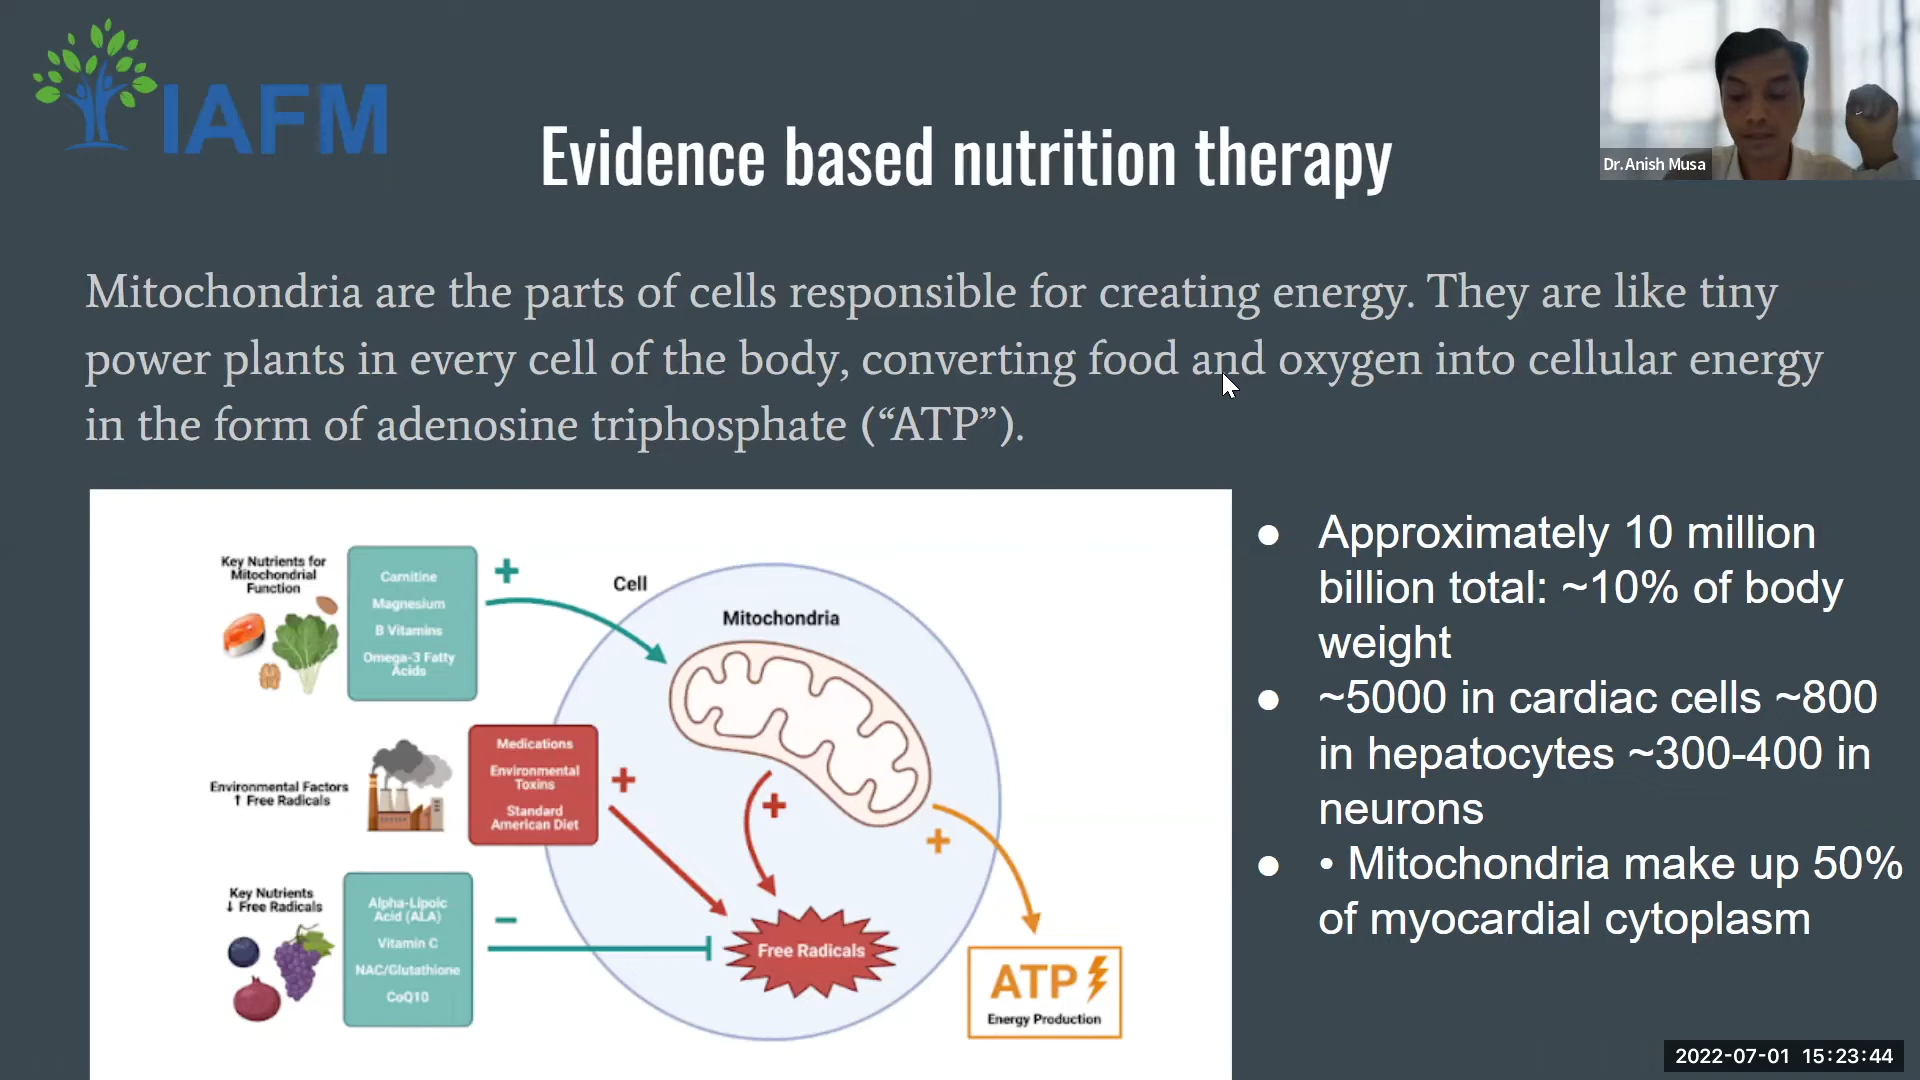 IAFM
Evidence based nutrition therapy
Dr.Anish Musa
Mitochondria are the parts of cells responsible for creating energy. They are like tiny
power plants in every cell of the body, converting food and oxygen into cellular energy
in the form of adenosine triphosphate (“ATP”).
Key Nutrients for
Mitochondrial
Function
Carnitine
Magnesium
B Vitamins
Omega-3 Fatty
Acids
+
Cell
Mitochondria
Environmental Factors
↑ Free Radicals
Medications
Environmental
Toxins
Standard
American Diet
+
+
+
Key Nutrients
↓ Free Radicals
Alpha-Lipoic
Acid (ALA)
Vitamin C
NAC/Glutathione
CoQ10
−
Free Radicals
ATP
Energy Production
● Approximately 10 million
billion total: ~10% of body
weight
● ~5000 in cardiac cells ~800
in hepatocytes ~300-400 in
neurons
● • Mitochondria make up 50%
of myocardial cytoplasm
2022-07-01 15:23:44